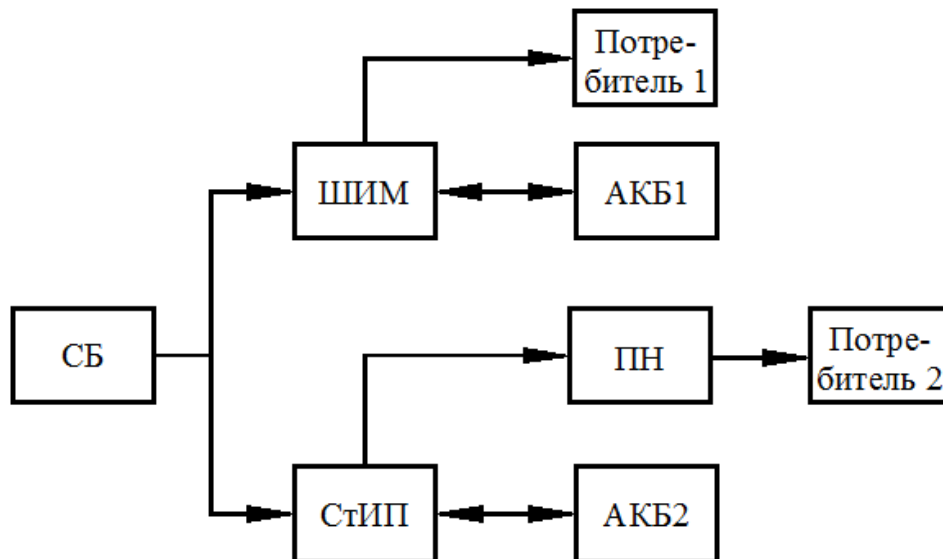 Потре-
битель 1
ШИМ
АКБ1
СБ
ПН
Потре-
битель 2
СтИП
АКБ2